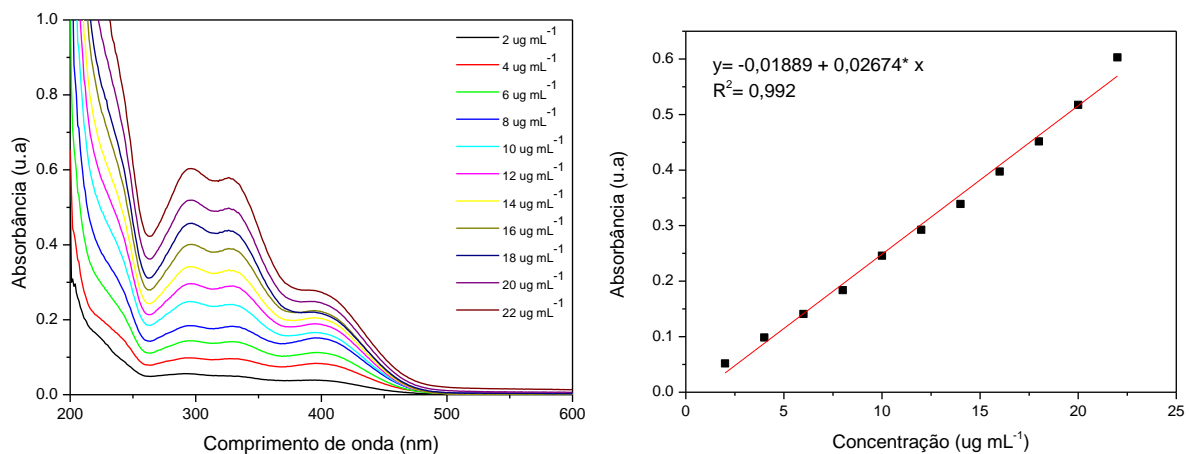 1.0
0.8
0.6
0.4
0.2
0.0
200
300
400
500
600
Absorbância (u.a)
Comprimento de onda (nm)
2 ug mL-1
4 ug mL-1
6 ug mL-1
8 ug mL-1
10 ug mL-1
12 ug mL-1
14 ug mL-1
16 ug mL-1
18 ug mL-1
20 ug mL-1
22 ug mL-1
y= -0,01889 + 0,02674* x
R2= 0,992
0.6
0.5
0.4
0.3
0.2
0.1
0.0
0
5
10
15
20
25
Absorbância (u.a)
Concentração (ug mL-1)